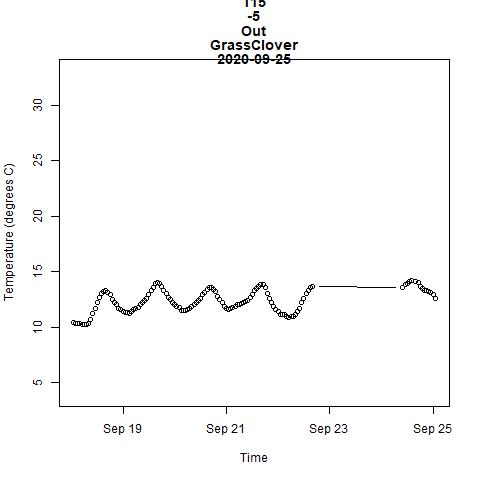 T15
-5
Out
GrassClover
2020-09-25
Temperature (degrees C)
30
25
20
15
10
5
Sep 19
Sep 21
Sep 23
Sep 25
Time